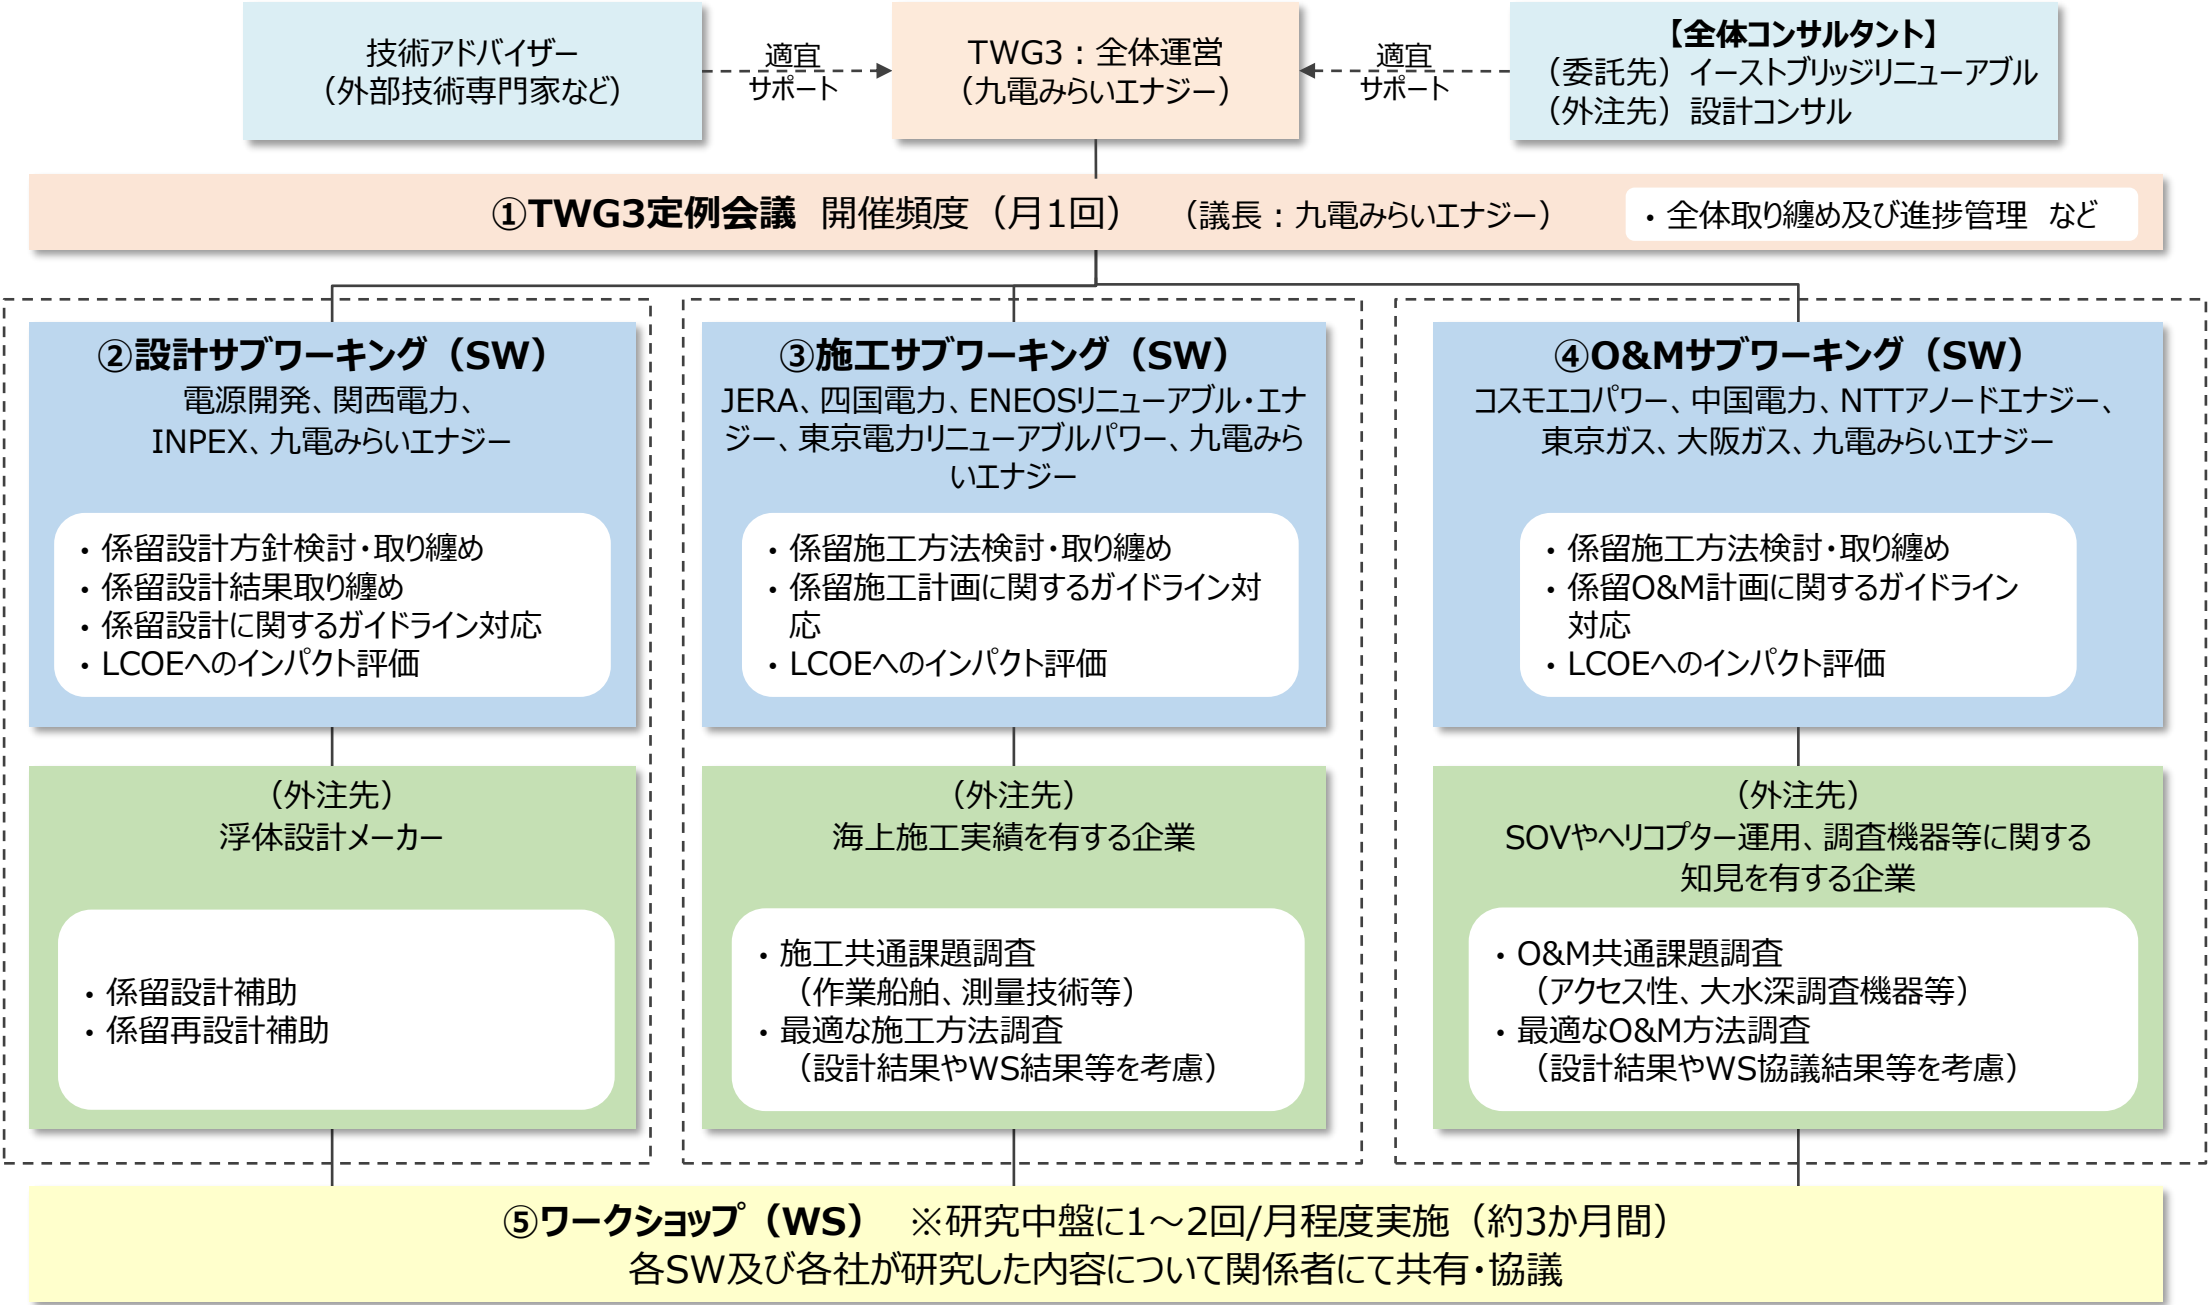 技術アドバイザー
（外部技術専門家など）
適宜
サポート
TWG3：全体運営
（九電みらいエナジー）
適宜
サポート
【全体コンサルタント】
（委託先）イーストブリッジリニューアブル
（外注先）設計コンサル
①TWG3定例会議　開催頻度（月1回）　（議長：九電みらいエナジー）
・全体取り纏め及び進捗管理　など
②設計サブワーキング（SW）
電源開発、関西電力、
INPEX、九電みらいエナジー
・係留設計方針検討・取り纏め
・係留設計結果取り纏め
・係留設計に関するガイドライン対応
・LCOEへのインパクト評価
（外注先）
浮体設計メーカー
・係留設計補助
・係留再設計補助
③施工サブワーキング（SW）
JERA、四国電力、ENEOSリニューアブル・エナ
ジー、東京電力リニューアブルパワー、九電みら
いエナジー
・係留施工方法検討・取り纏め
・係留施工計画に関するガイドライン対
応
・LCOEへのインパクト評価
（外注先）
海上施工実績を有する企業
・施工共通課題調査
（作業船舶、測量技術等）
・最適な施工方法調査
（設計結果やWS結果等を考慮）
④O&Mサブワーキング（SW）
コスモエコパワー、中国電力、NTTアノードエナジー、
東京ガス、大阪ガス、九電みらいエナジー
・係留施工方法検討・取り纏め
・係留O&M計画に関するガイドライン
対応
・LCOEへのインパクト評価
（外注先）
SOVやヘリコプター運用、調査機器等に関する
知見を有する企業
・O&M共通課題調査
（アクセス性、大水深調査機器等）
・最適なO&M方法調査
（設計結果やWS協議結果等を考慮）
⑤ワークショップ（WS）　※研究中盤に1～2回/月程度実施（約3か月間）
各SW及び各社が研究した内容について関係者にて共有・協議